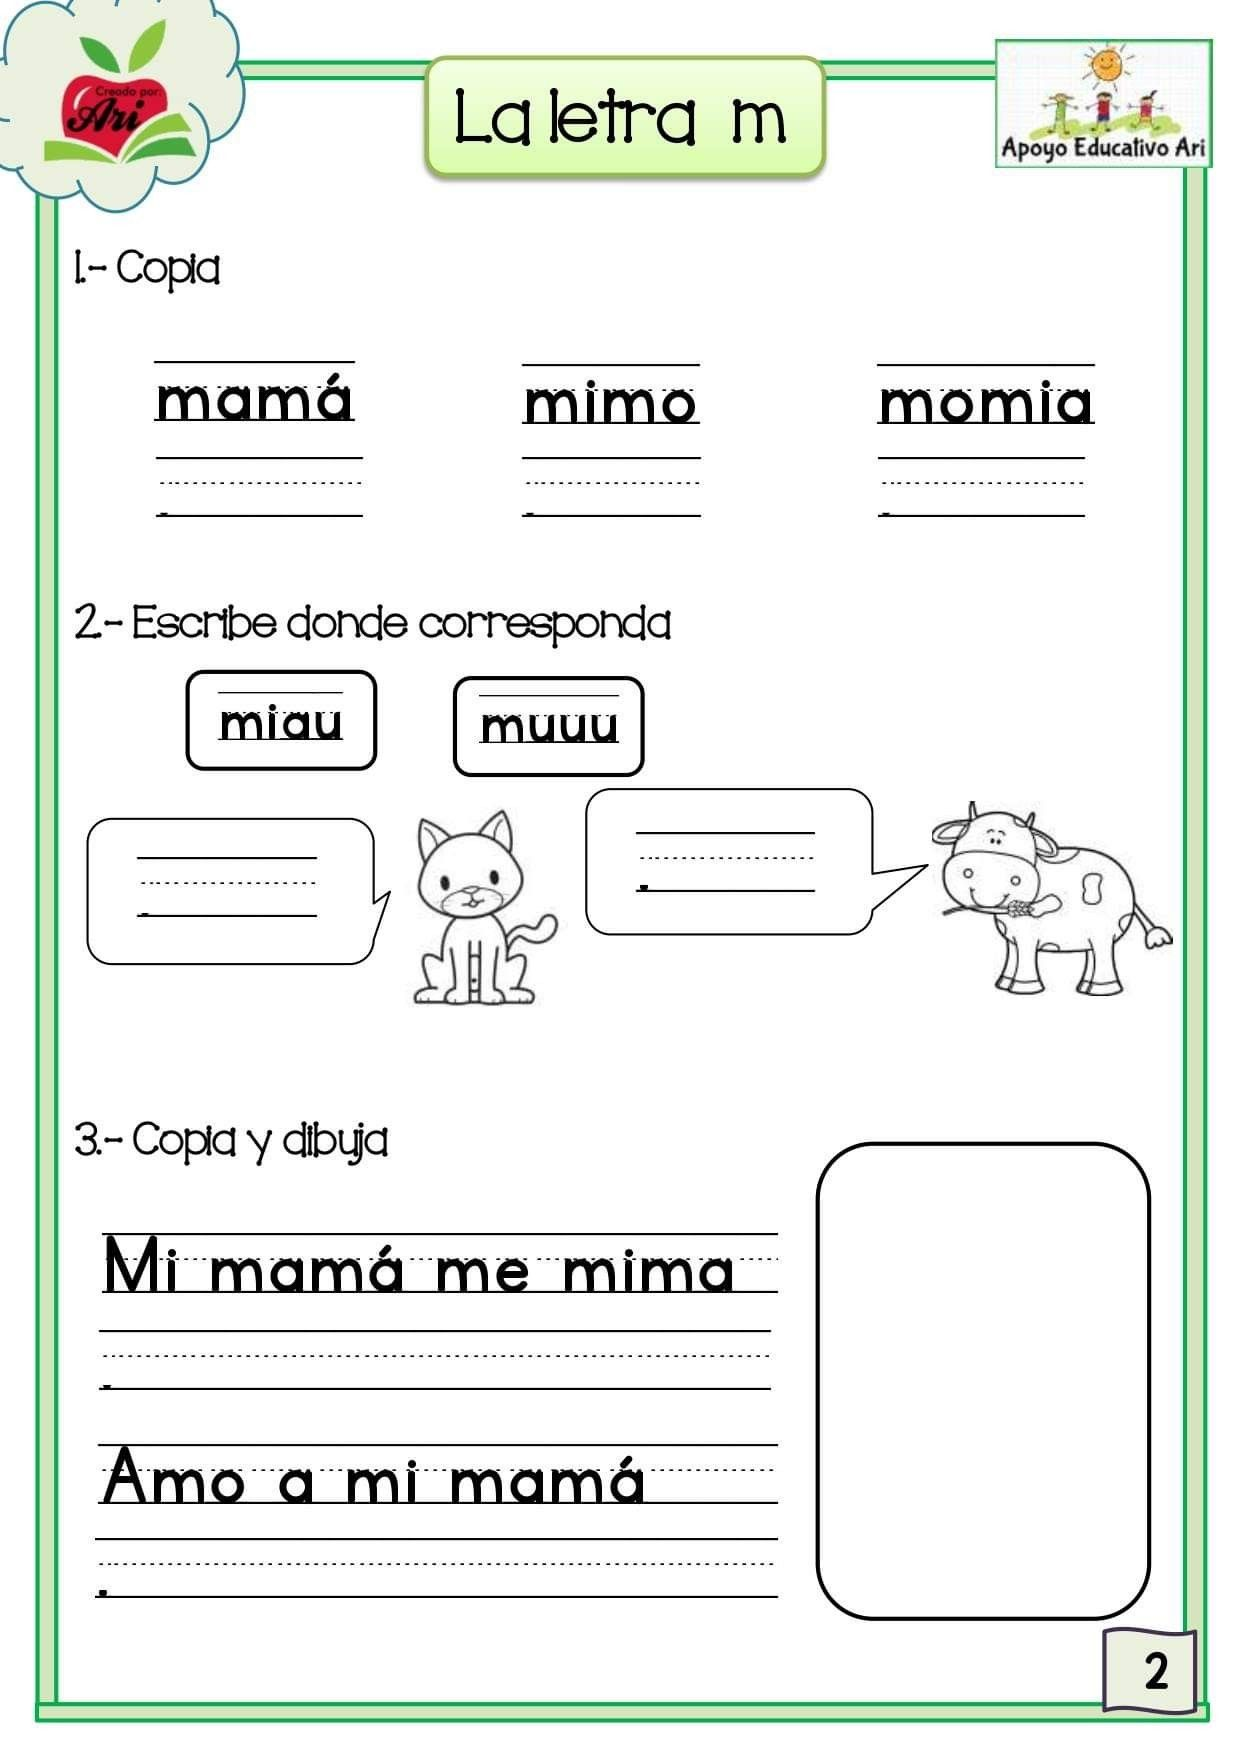 Creado por:
Ari
La letra m
Apoyo Educativo Ari
1.- Copia
mamá mimo momia
2.- Escribe donde corresponda
miau muuu
3.- Copia y dibuja
Mi mamá me mima
Amo a mi mamá
2